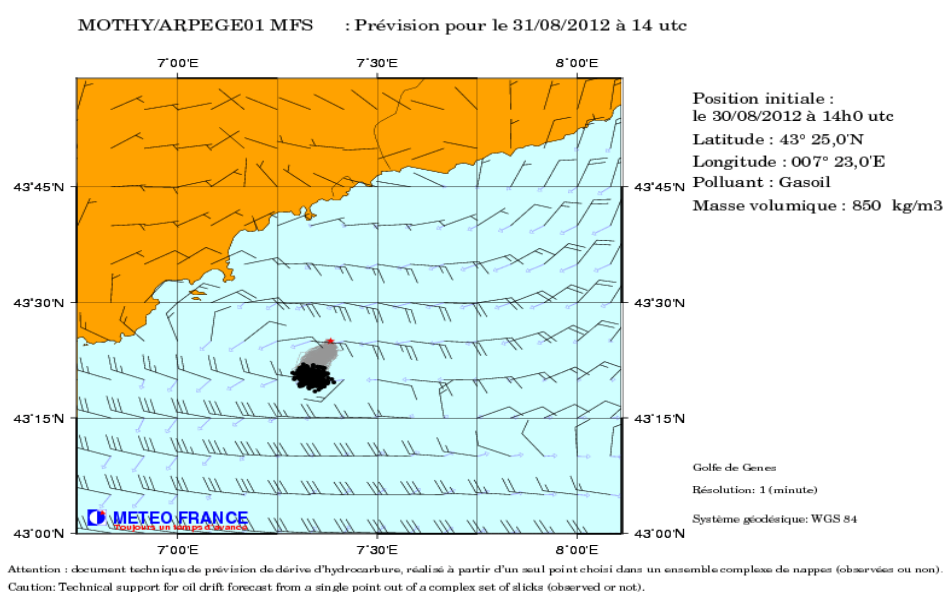 MOTHY/ARPEGE01 MFS : Prévision pour le 31/08/2012 à 14 utc
7°00'E 7°30'E 8°00'E
Position initiale :
le 30/08/2012 à 14h0 utc
Latitude : 43° 25,0'N
Longitude : 007° 23,0'E
Polluant : Gasoil
Masse volumique : 850 kg/m3
43°45'N 43°45'N
43°30'N 43°30'N
43°15'N 43°15'N
Golfe de Genes
Résolution: 1 (minute)
Système géodésique: WGS 84
METEO FRANCE
Toujours un temps d'avance
43°00'N 43°00'N
7°00'E 7°30'E 8°00'E
Attention : document technique de prévision de dérive d'hydrocarbure, réalisé à partir d'un seul point choisi dans un ensemble complexe de nappes (observées ou non).
Caution: Technical support for oil drift forecast from a single point out of a complex set of slicks (observed or not).